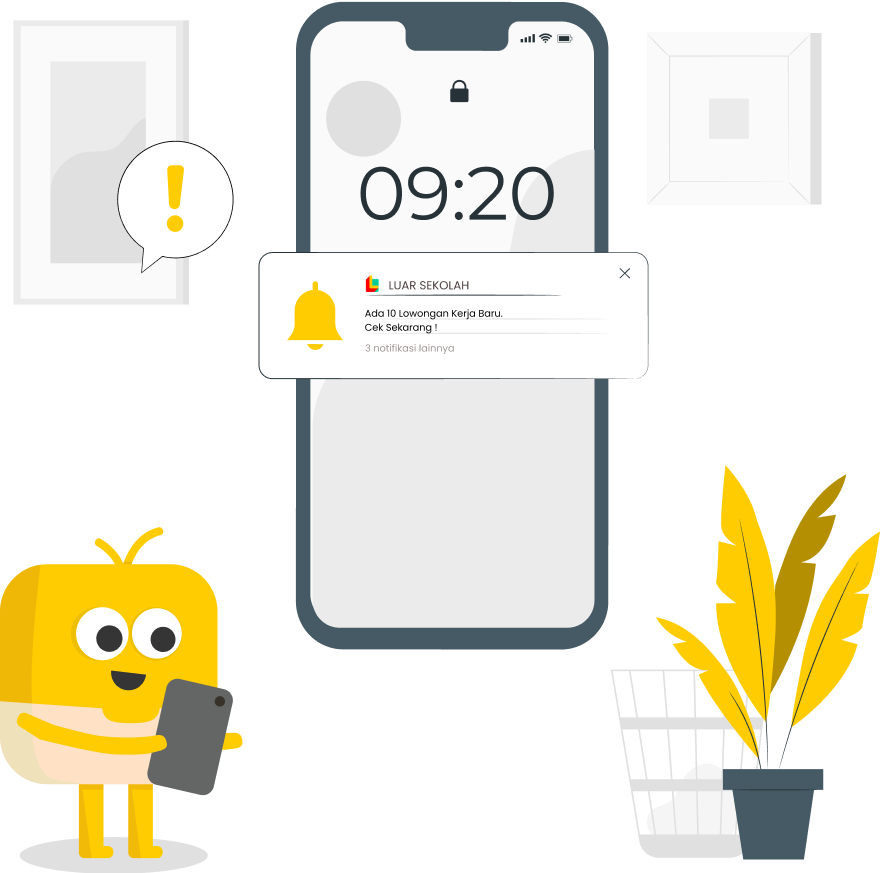 09:20
LUAR SEKOLAH
Ada 10 Lowongan Kerja Baru.
Cek Sekarang !
3 notifikasi lainnya